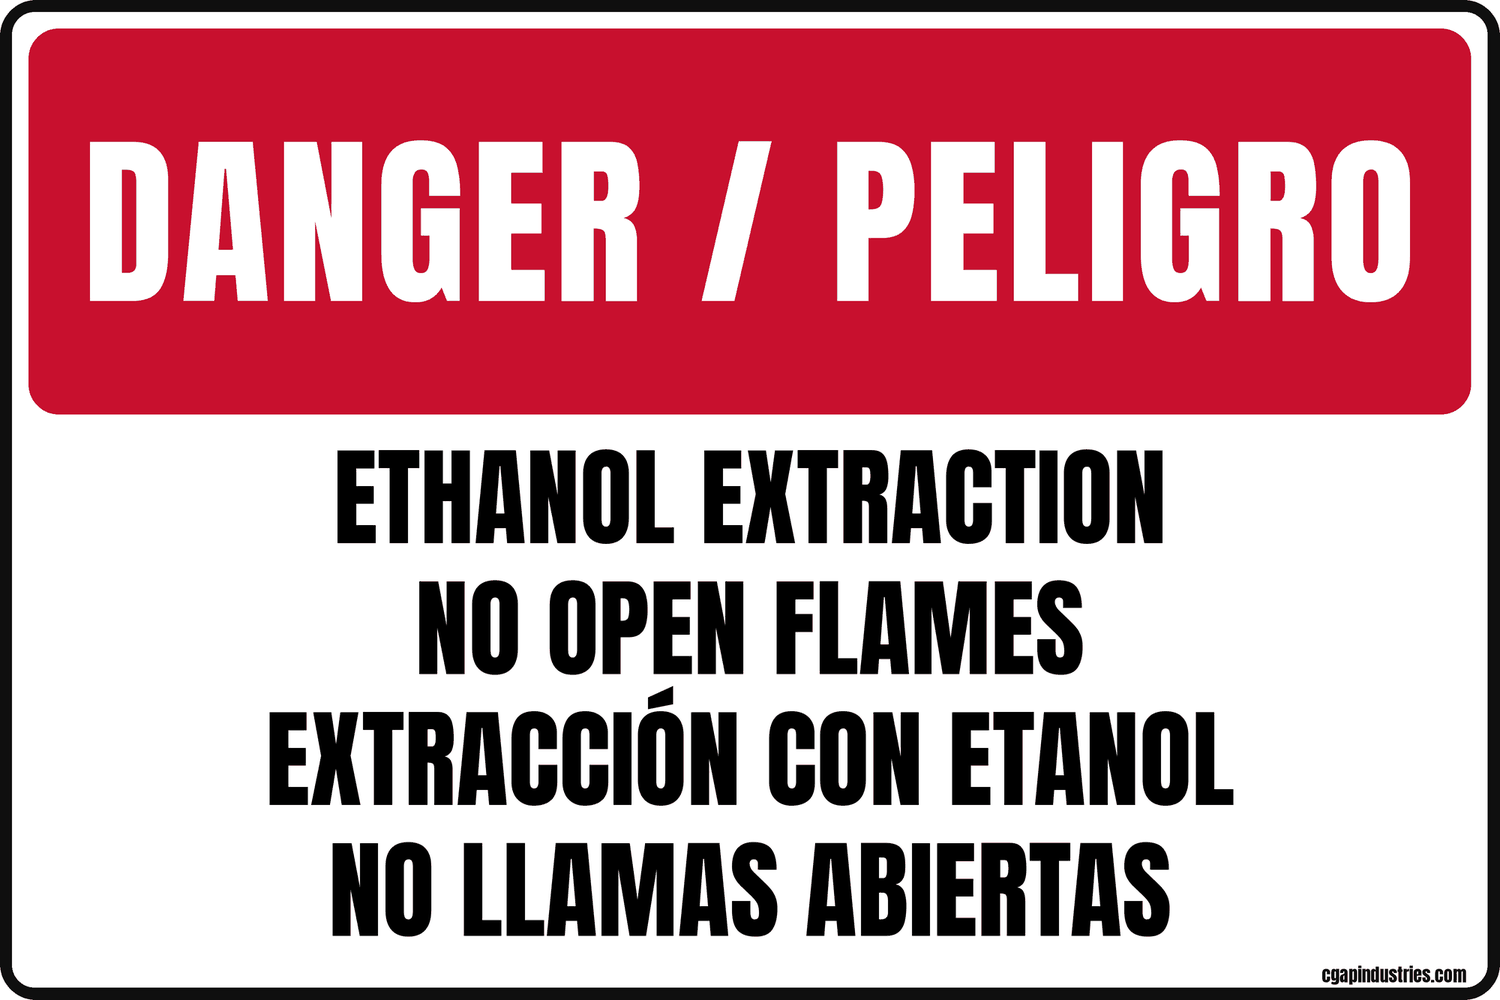 DANGER / PELIGRO
ETHANOL EXTRACTION
NO OPEN FLAMES
EXTRACCIÓN CON ETANOL
NO LLAMAS ABIERTAS
cgapindustries.com